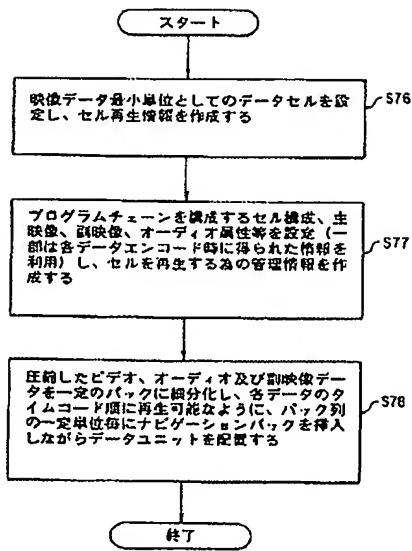 スタート
映像データ最小単位としてのデータセルを設
定し、セル再生情報を作成する
S76
プログラムチェーンを構成するセル構成、主
映像、副映像、オーディオ属性等を設定(一
部は各データエンコード時に得られた情報を
利用)し、セルを再生する為の管理情報を作
成する
S77
圧縮したビデオ、オーディオ及び副映像デー
タを一定のパックに細分化し、各データのタ
イムコード順に再生可能なように、パック列
の一定単位毎にナビゲーションパックを挿入
しながらデータユニットを配置する
S78
終了